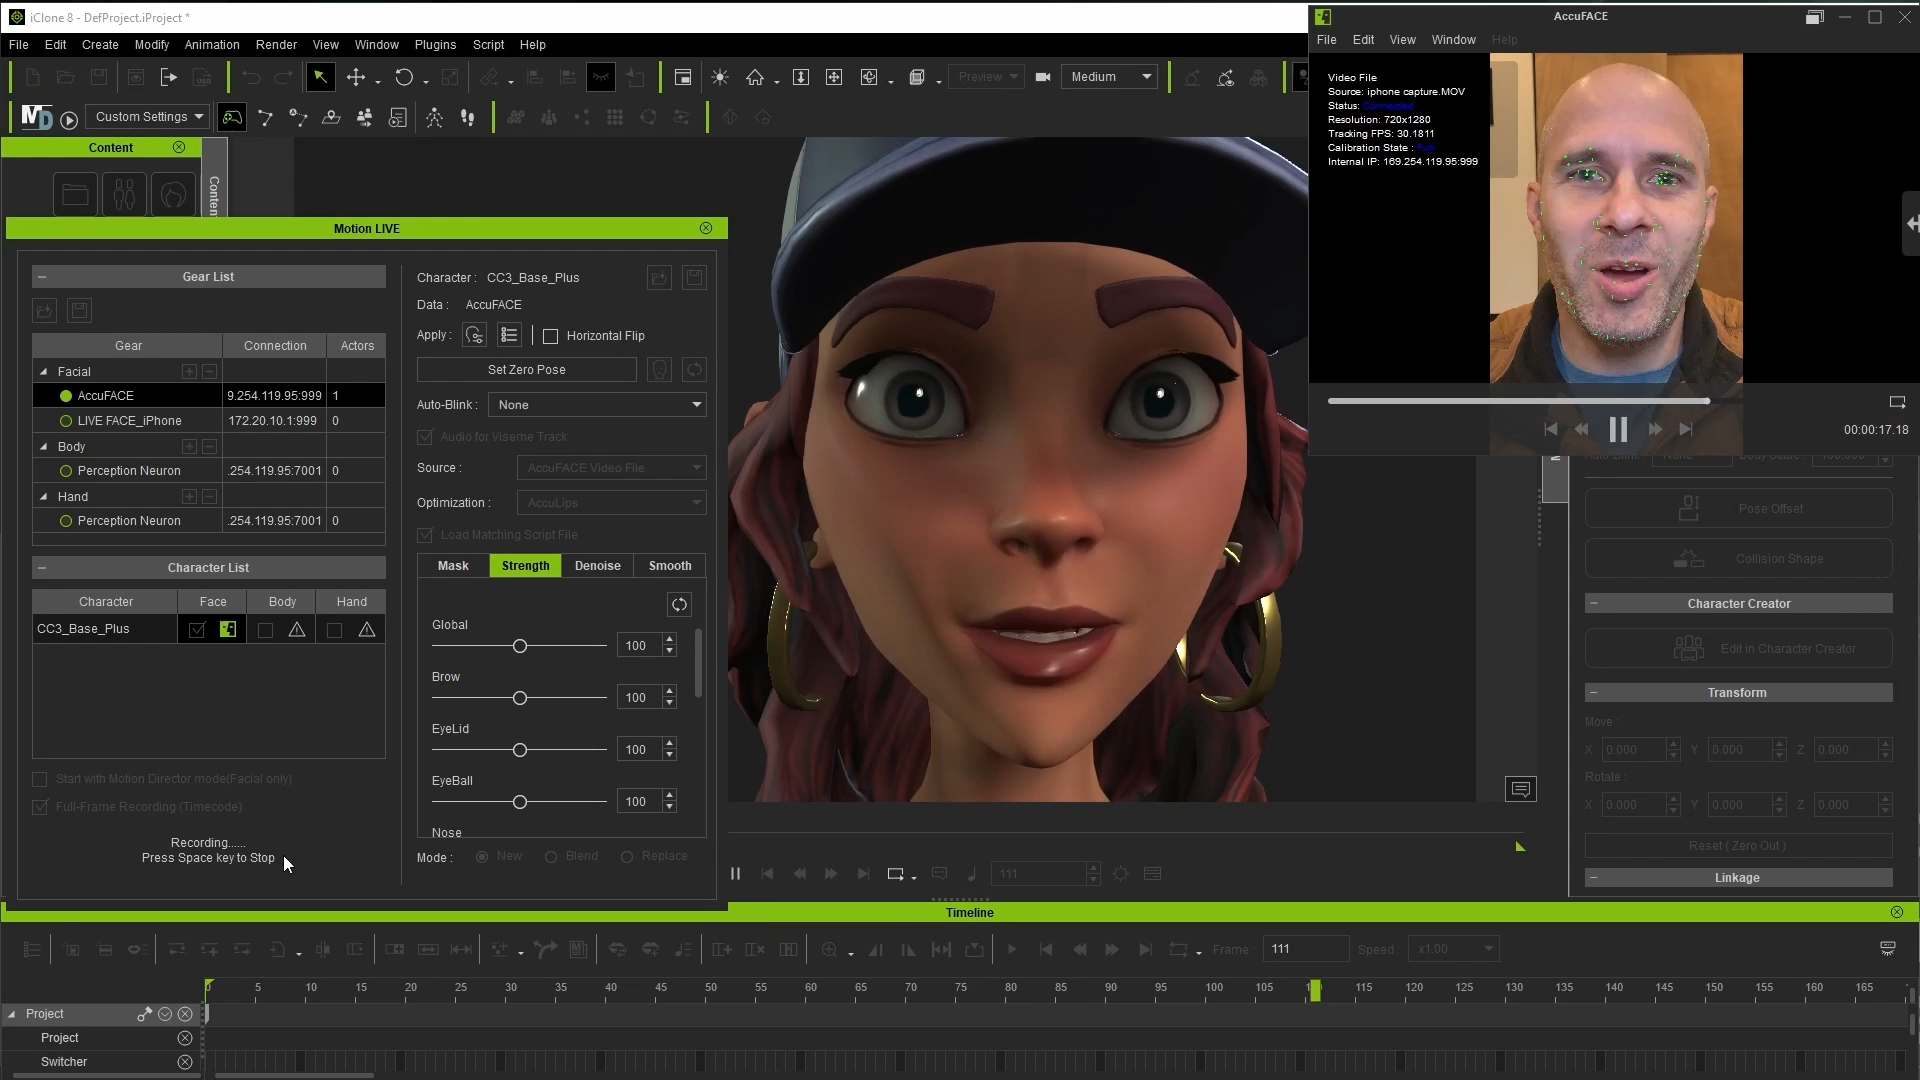 iClone 8 - DefProject.iProject *
File Edit Create Modify Animation Render View Window Plugins Script Help
Preview
Medium
Custom Settings
Content
Content
Motion LIVE
Gear List
Gear Connection Actors
Facial
AccuFACE 9.254.119.95:999 1
LIVE FACE_iPhone 172.20.10.1:999 0
Body
Perception Neuron .254.119.95:7001 0
Hand
Perception Neuron .254.119.95:7001 0
Character List
Character Face Body Hand
CC3_Base_Plus
Start with Motion Director mode(Facial only)
Full-Frame Recording (Timecode)
Recording......
Press Space key to Stop
Character : CC3_Base_Plus
Data : AccuFACE
Apply : Horizontal Flip
Set Zero Pose
Auto-Blink : None
Audio for Viseme Track
Source : AccuFACE Video File
Optimization : AccuLips
Load Matching Script File
Mask Strength Denoise Smooth
Global
100
Brow
100
EyeLid
100
EyeBall
100
Nose
Mode : New Blend Replace
111
AccuFACE
File Edit View Window Help
Video File
Source: iphone capture.MOV
Status: Connected
Resolution: 720x1280
Tracking FPS: 30.1811
Calibration State : Full
Internal IP: 169.254.119.95:999
00:00:17.18
Pose Offset
Collision Shape
Character Creator
Edit in Character Creator
Transform
Move :
X 0.000 Y 0.000 Z 0.000
Rotate :
X 0.000 Y 0.000 Z 0.000
Reset ( Zero Out )
Linkage
Timeline
Frame : 111 Speed : x1.00
0 5 10 15 20 25 30 35 40 45 50 55 60 65 70 75 80 85 90 95 100 105 115 120 125 130 135 140 145 150 155 160 165
Project
Project
Switcher